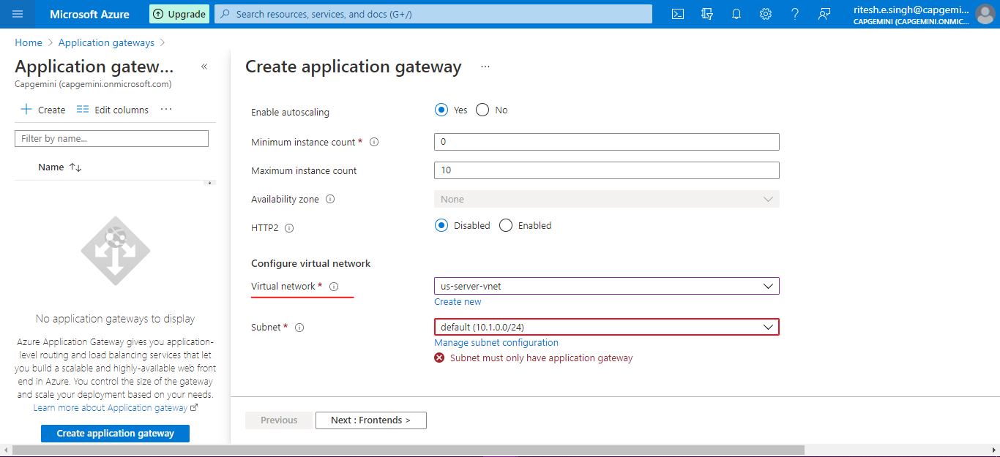 Microsoft Azure
Upgrade
Search resources, services, and docs (G+/)
ritesh.e.singh@capgemi...
CAPGEMINI (CAPGEMINI.ONMIC...
Home > Application gateways >
Application gatew...
Capgemini (capgemini.onmicrosoft.com)
Create
Edit columns
Filter by name...
Name
No application gateways to display
Azure Application Gateway gives you application-
level routing and load balancing services that let
you build a scalable and highly-available web front
end in Azure. You control the size of the gateway
and scale your deployment based on your needs.
Learn more about Application gateway
Create application gateway
Create application gateway
Enable autoscaling
Yes
No
Minimum instance count *
0
Maximum instance count
10
Availability zone
None
HTTP2
Disabled
Enabled
Configure virtual network
Virtual network *
us-server-vnet
Create new
Subnet *
default (10.1.0.0/24)
Manage subnet configuration
Subnet must only have application gateway
Previous
Next : Frontends >